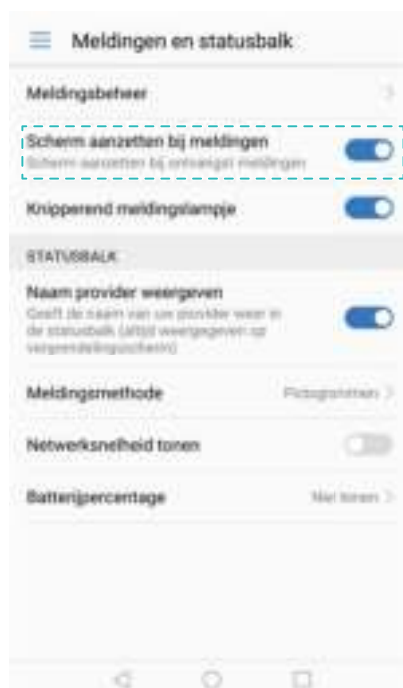 Meldingen en statusbalk
Meldingsbeheer
Scherm aanzetten bij meldingen
Scherm aanzetten bij ontvangst meldingen
Knipperend meldingslampje
STATUSBALK
Naam provider weergeven
Geeft de naam van uw provider weer in
de statusbalk (altijd weergegeven op
vergrendelingsscherm)
Meldingsmethode Pictogrammen
Netwerksnelheid tonen
Batterijpercentage Niet tonen